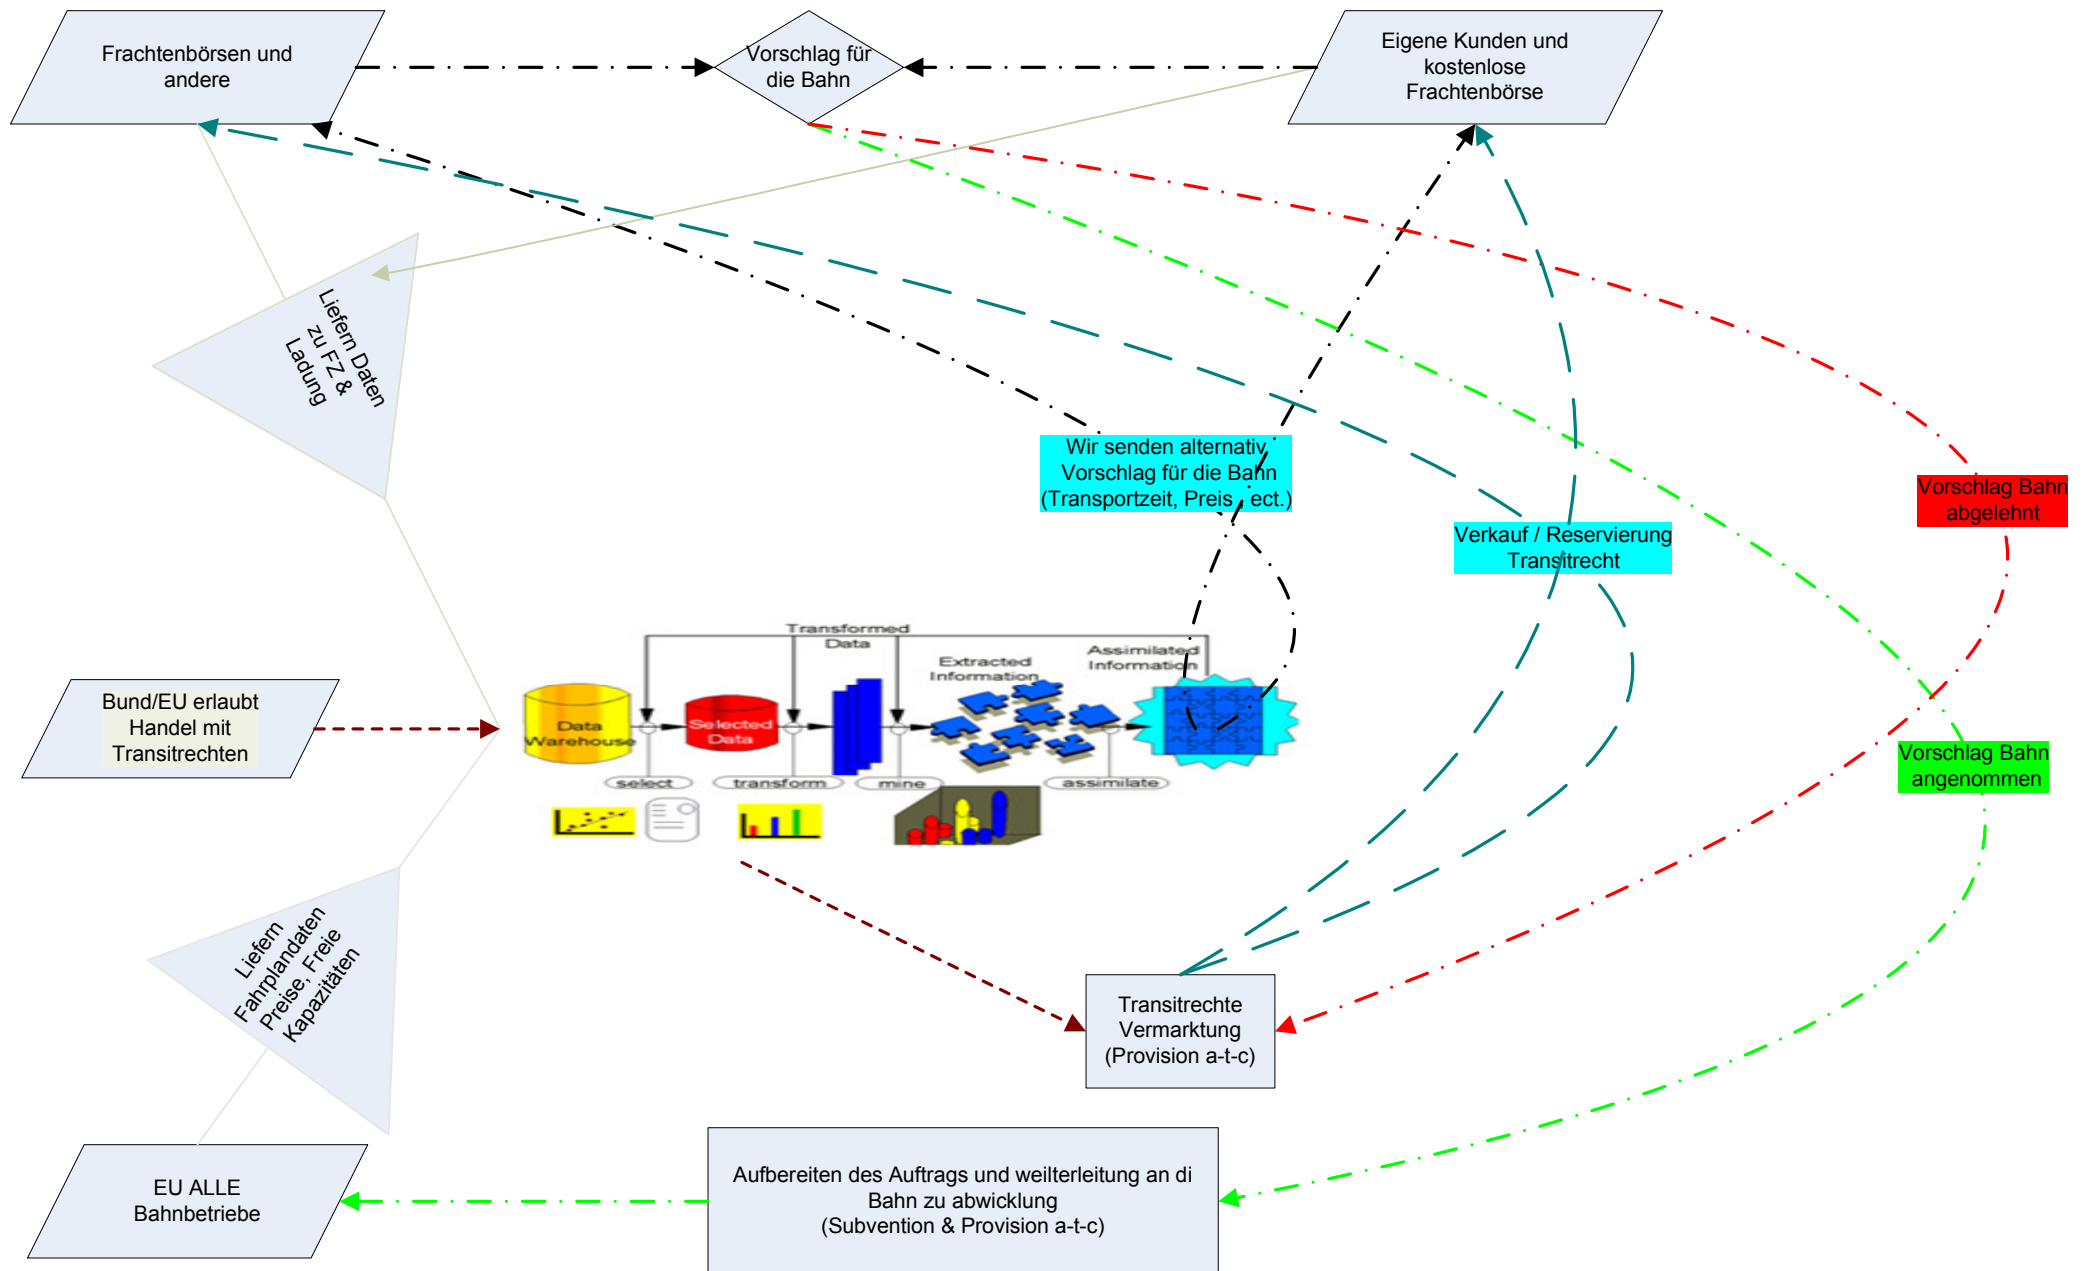 Frachtenbörsen und
andere
Vorschlag für
die Bahn
Eigene Kunden und
kostenlose
Frachtenbörse
Liefern Daten
zu FZ &
Ladung
Wir senden alternativ
Vorschlag für die Bahn
(Transportzeit, Preis , ect.)
Vorschlag Bahn
abgelehnt
Verkauf / Reservierung
Transitrecht
Transformed
Data
Extracted
Information
Assimilated
Information
Bund/EU erlaubt
Handel mit
Transitrechten
Data
Warehouse
Selected
Data
select
transform
mine
assimilate
Vorschlag Bahn
angenommen
Liefern
Fahrplandaten
Preise, Freie
Kapazitäten
Transitrechte
Vermarktung
(Provision a-t-c)
EU ALLE
Bahnbetriebe
Aufbereiten des Auftrags und weilterleitung an di
Bahn zu abwicklung
(Subvention & Provision a-t-c)